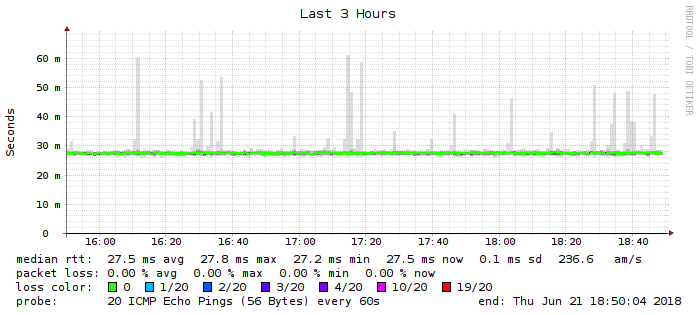 Last 3 Hours
RRDTOOL / TOBI OETIKER
Seconds
60 m
50 m
40 m
30 m
20 m
10 m
0
16:00 16:20 16:40 17:00 17:20 17:40 18:00 18:20 18:40
median rtt: 27.5 ms avg 27.8 ms max 27.2 ms min 27.5 ms now 0.1 ms sd 236.6 am/s
packet loss: 0.00 % avg 0.00 % max 0.00 % min 0.00 % now
loss color: 0 1/20 2/20 3/20 4/20 10/20 19/20
probe: 20 ICMP Echo Pings (56 Bytes) every 60s end: Thu Jun 21 18:50:04 2018